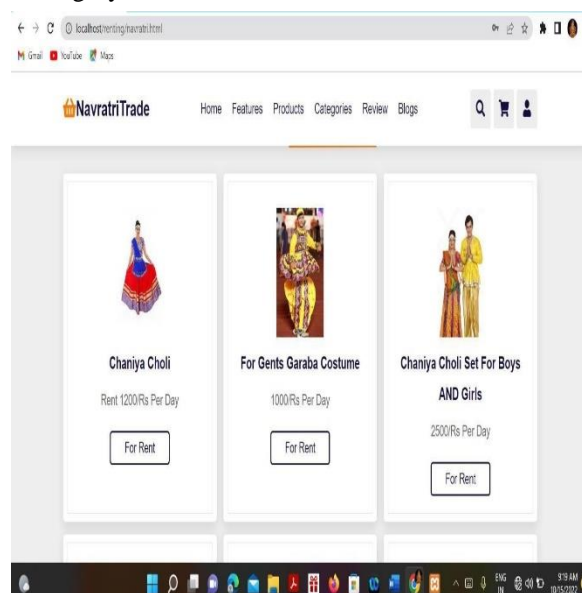 localhost/renting/navratri.html
Gmail YouTube Maps
NavratriTrade
Home Features Products Categories Review Blogs
Chaniya Choli
Rent 1200/Rs Per Day
For Rent
For Gents Garaba Costume
1000/Rs Per Day
For Rent
Chaniya Choli Set For Boys
AND Girls
2500/Rs Per Day
For Rent
ENG
IN
9:19 AM